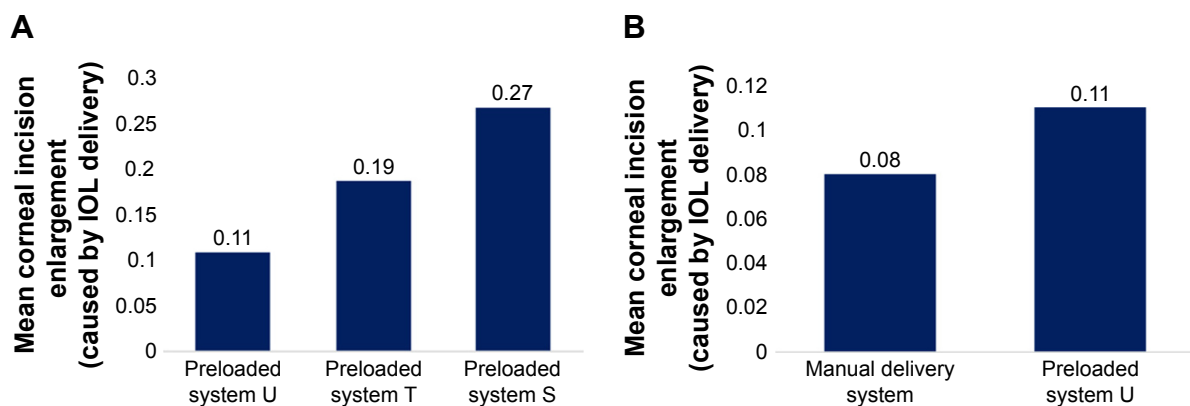 A
Mean corneal incision
enlargement
(caused by IOL delivery)
0.3
0.25
0.2
0.15
0.1
0.05
0
0.11
0.19
0.27
Preloaded
system U
Preloaded
system T
Preloaded
system S
B
Mean corneal incision
enlargement
(caused by IOL delivery)
0.12
0.1
0.08
0.06
0.04
0.02
0
0.08
0.11
Manual delivery
system
Preloaded
system U